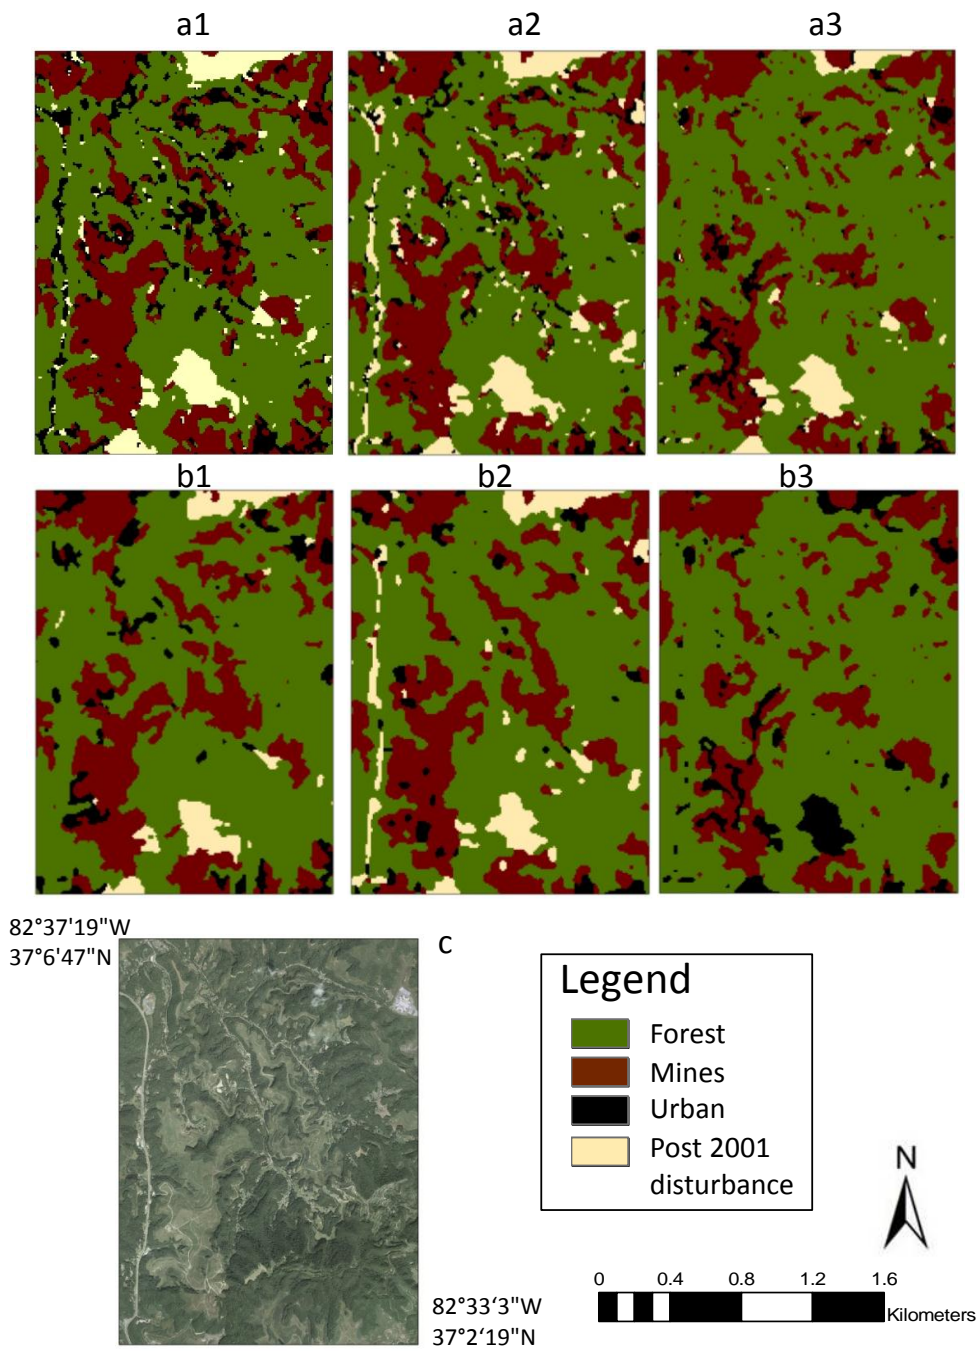 a1 a2 a3
b1 b2 b3
82°37'19"W
37°6'47"N
c
Legend
Forest
Mines
Urban
Post 2001
disturbance
N
0 0.4 0.8 1.2 1.6
Kilometers
82°33‘3"W
37°2‘19"N